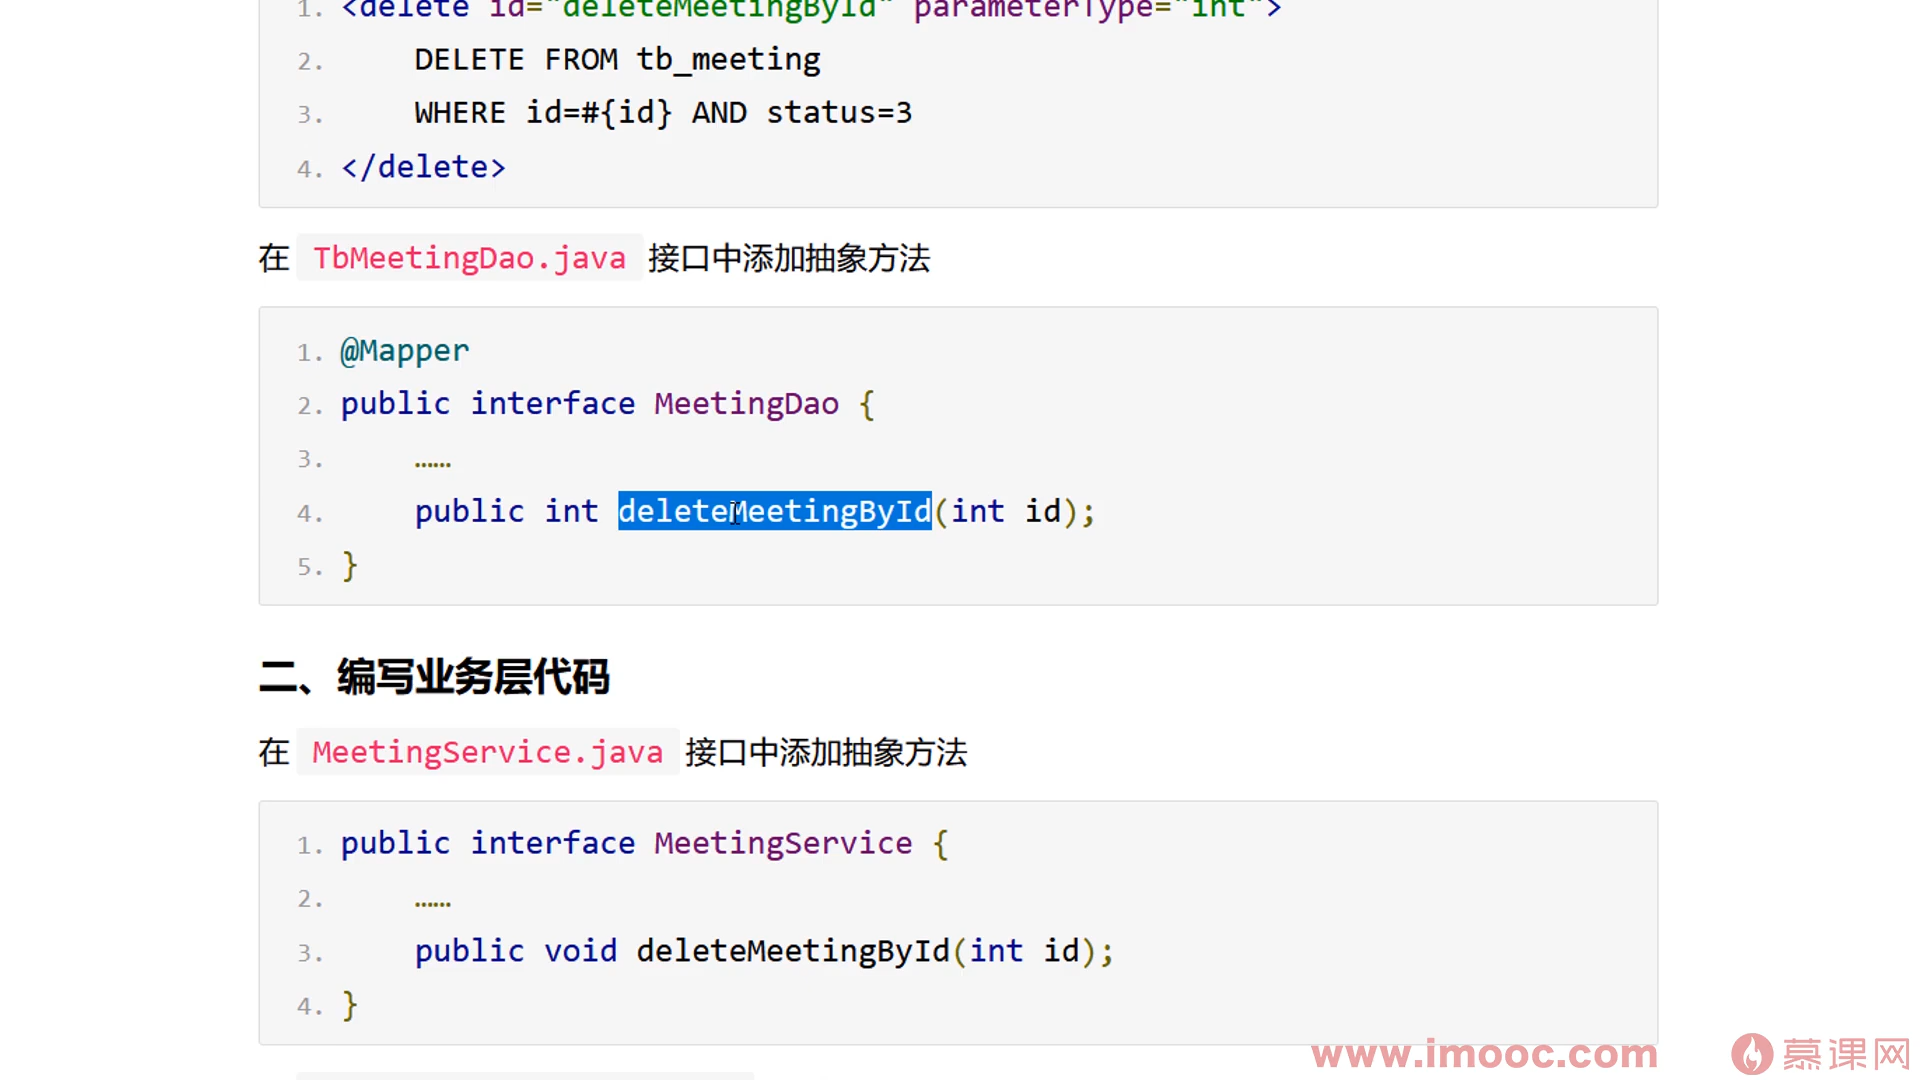 1. <delete id="deleteMeetingById" parameterType="int">
2. DELETE FROM tb_meeting
3. WHERE id=#{id} AND status=3
4. </delete>
在 TbMeetingDao.java 接口中添加抽象方法
1. @Mapper
2. public interface MeetingDao {
3. ……
4. public int deleteMeetingById(int id);
5. }
二、编写业务层代码
在 MeetingService.java 接口中添加抽象方法
1. public interface MeetingService {
2. ……
3. public void deleteMeetingById(int id);
4. }
www.imooc.com 慕课网